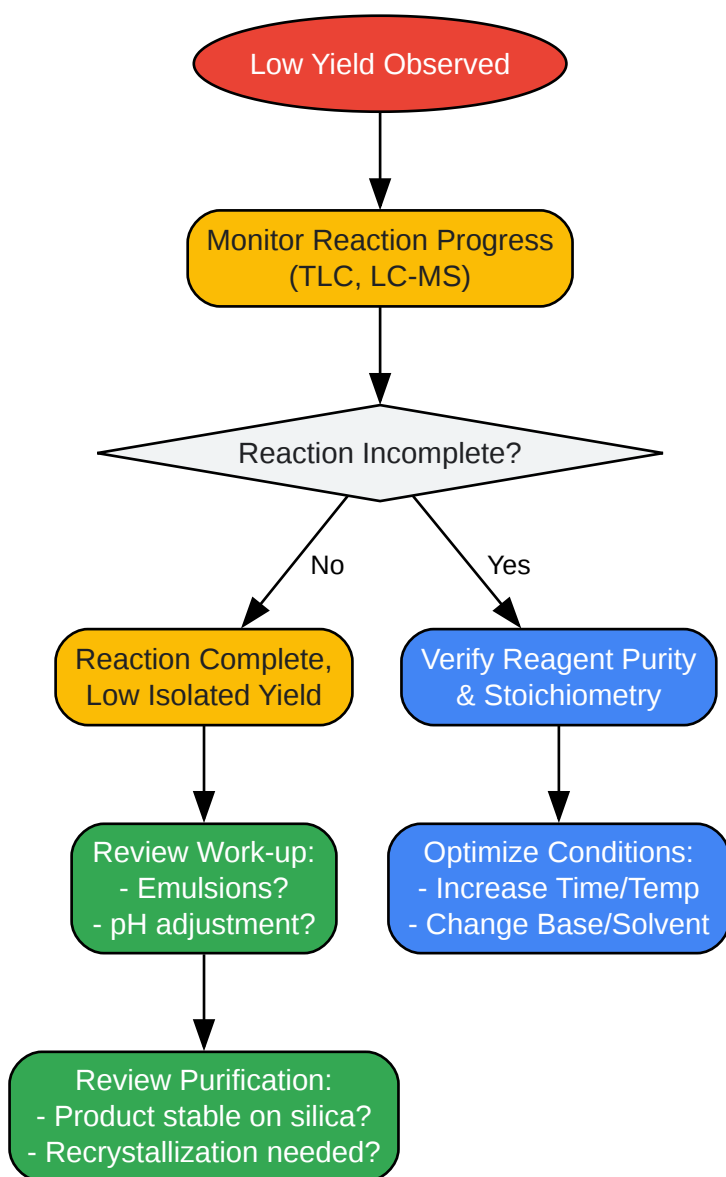 Low Yield Observed
Monitor Reaction Progress
(TLC, LC-MS)
Reaction Incomplete?
No
Yes
Reaction Complete,
Low Isolated Yield
Verify Reagent Purity
& Stoichiometry
Review Work-up:
- Emulsions?
- pH adjustment?
Optimize Conditions:
- Increase Time/Temp
- Change Base/Solvent
Review Purification:
- Product stable on silica?
- Recrystallization needed?